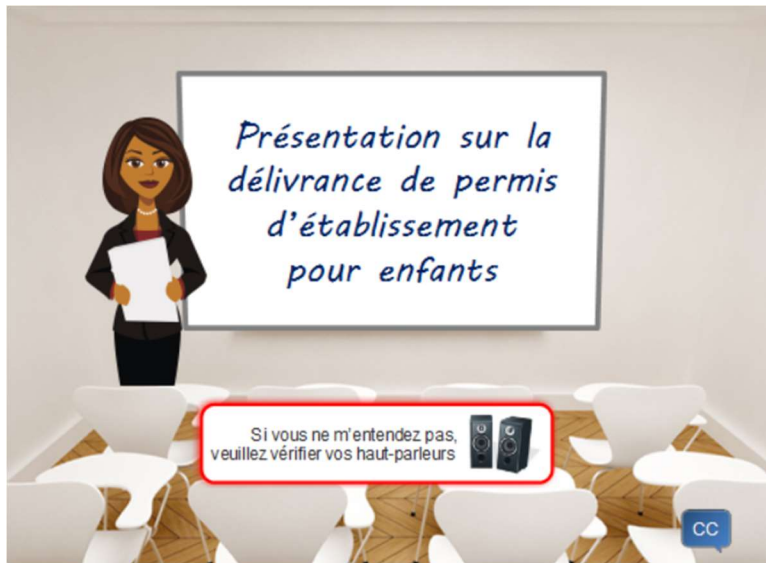 Présentation sur la
délivrance de permis
d'établissement
pour enfants
Si vous ne m'entendez pas,
veuillez vérifier vos haut-parleurs
CC